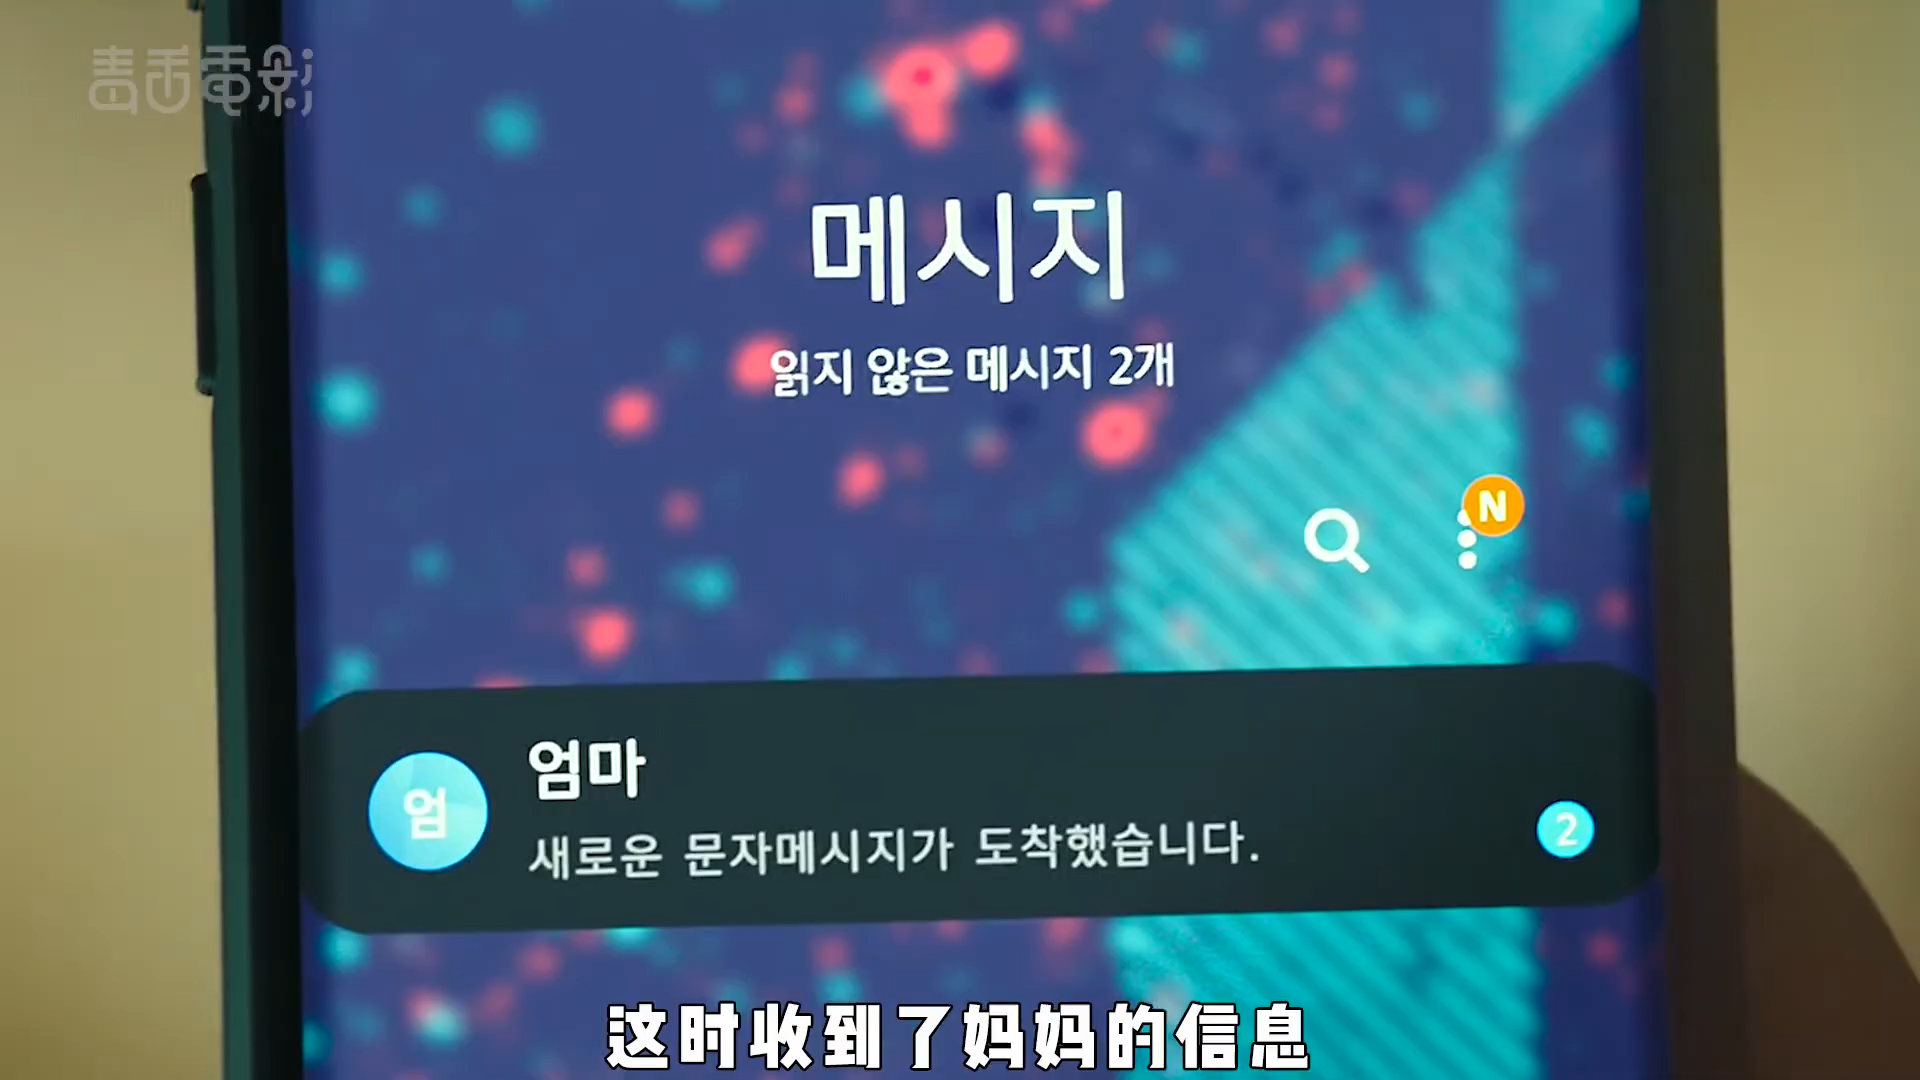 毒舌電影
메시지
읽지 않은 메시지 2개
N
엄마
엄
새로운 문자메시지가 도착했습니다.
2
这时收到了妈妈的信息